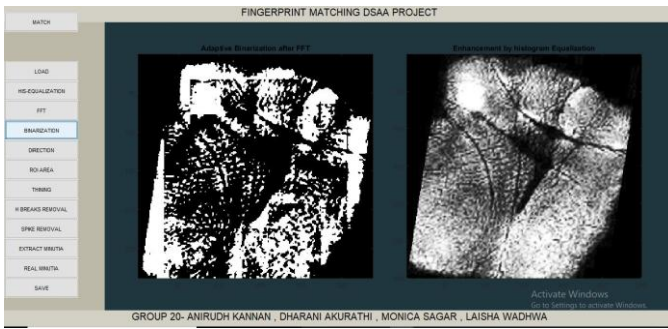 FINGERPRINT MATCHING DSAA PROJECT
MATCH
LOAD
HIS-EQUALIZATION
FFT
BINARIZATION
DIRECTION
ROI AREA
THINING
H BREAKS REMOVAL
SPIKE REMOVAL
EXTRACT MINUTIA
REAL MINUTIA
SAVE
Adaptive Binarization after FFT
Enhancement by histogram Equalization
Activate Windows
Go to Settings to activate Windows.
GROUP 20- ANIRUDH KANNAN , DHARANI AKURATHI , MONICA SAGAR , LAISHA WADHWA